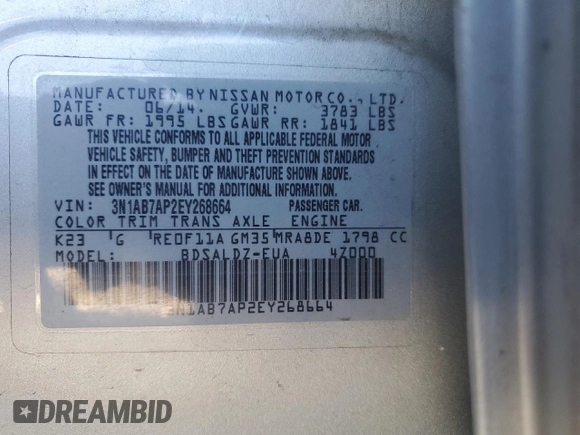 MANUFACTURED BY NISSAN MOTOR CO., LTD.
DATE: 06/14. GVWR: 3783 LBS
GAWR FR: 1995 LBS GAWR RR: 1841 LBS
THIS VEHICLE CONFORMS TO ALL APPLICABLE FEDERAL MOTOR
VEHICLE SAFETY, BUMPER AND THEFT PREVENTION STANDARDS
IN EFFECT ON THE DATE OF MANUFACTURE SHOWN ABOVE.
SEE OWNER'S MANUAL FOR ADDITIONAL INFORMATION.
VIN: 3N1AB7AP2EY268664 PASSENGER CAR.
COLOR TRIM TRANS AXLE ENGINE
K23 G RE0F11A GM35 MRA8DE 1798 CC
MODEL: BDSALDZ-EUA 4Z000
3N1AB7AP2EY268664
DREAMBID